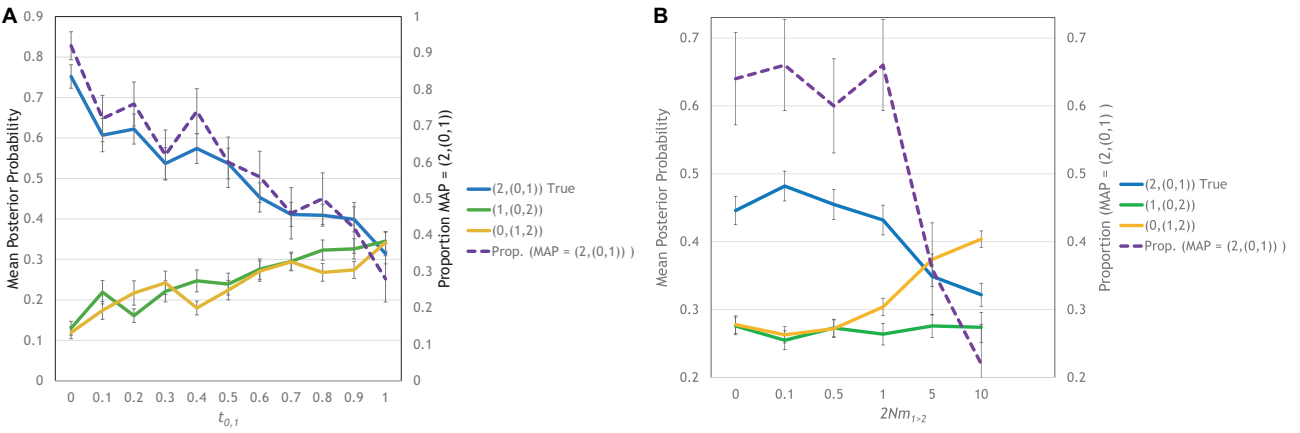 A
0.9
0.8
0.7
0.6
0.5
0.4
0.3
0.2
0.1
0
Mean Posterior Probability
0 0.1 0.2 0.3 0.4 0.5 0.6 0.7 0.8 0.9 1
t0,1
1
0.9
0.8
0.7
0.6
0.5
0.4
0.3
0.2
0.1
0
Proportion MAP = (2,(0,1))
(2,(0,1)) True
(1,(0,2))
(0,(1,2))
Prop. (MAP = (2,(0,1)) )
B
0.7
0.6
0.5
0.4
0.3
0.2
Mean Posterior Probability
0 0.1 0.5 1 5 10
2Nm1>2
0.7
0.6
0.5
0.4
0.3
0.2
Proportion (MAP = (2,(0,1) )
(2,(0,1)) True
(1,(0,2))
(0,(1,2))
Prop. (MAP = (2,(0,1)) )